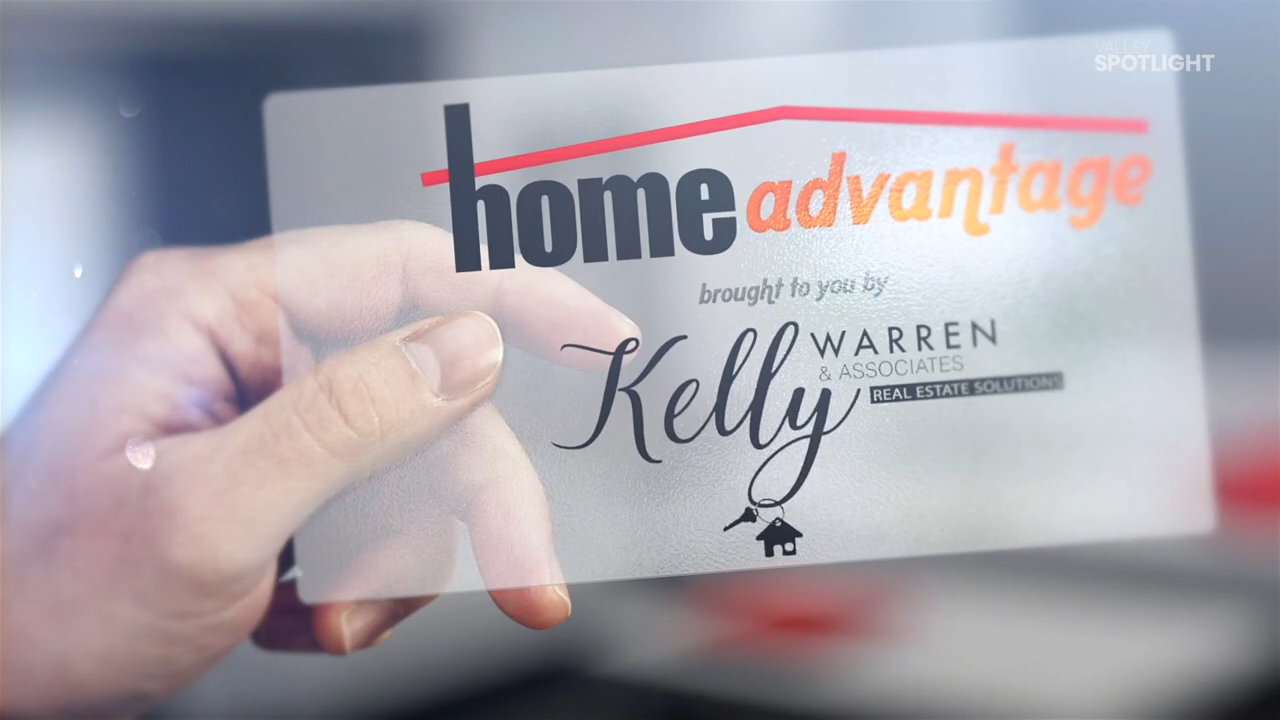 VALLEY
SPOTLIGHT
home advantage
brought to you by
Kelly WARREN
& ASSOCIATES
REAL ESTATE SOLUTIONS